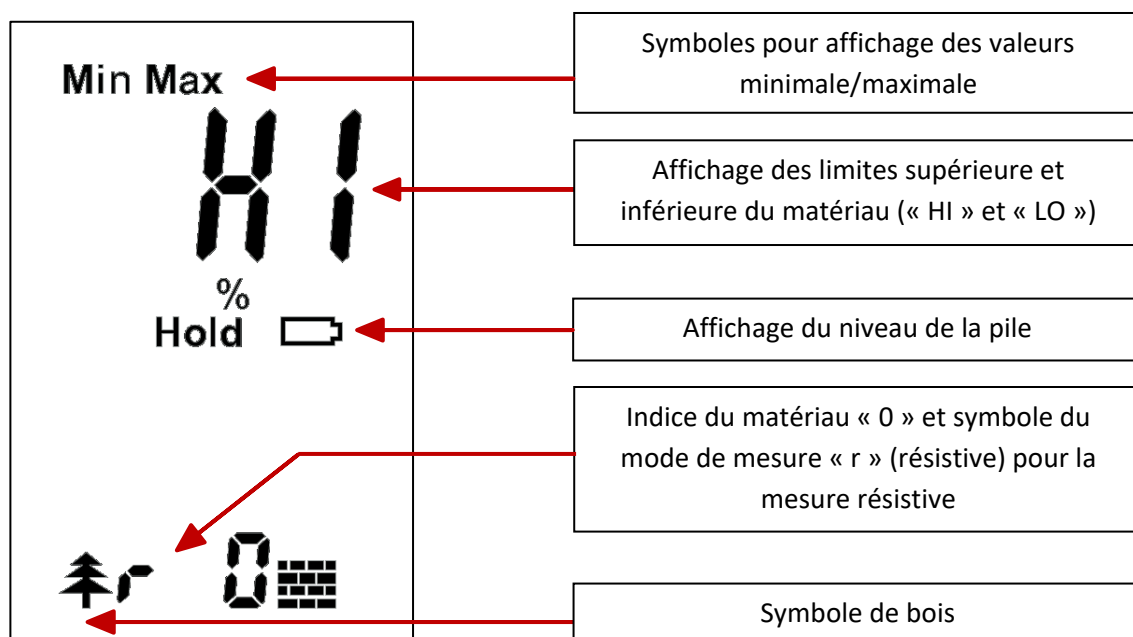 Min Max
HI
%
Hold
r 0
Symboles pour affichage des valeurs
minimale/maximale
Affichage des limites supérieure et
inférieure du matériau (« HI » et « LO »)
Affichage du niveau de la pile
Indice du matériau « 0 » et symbole du
mode de mesure « r » (résistive) pour la
mesure résistive
Symbole de bois